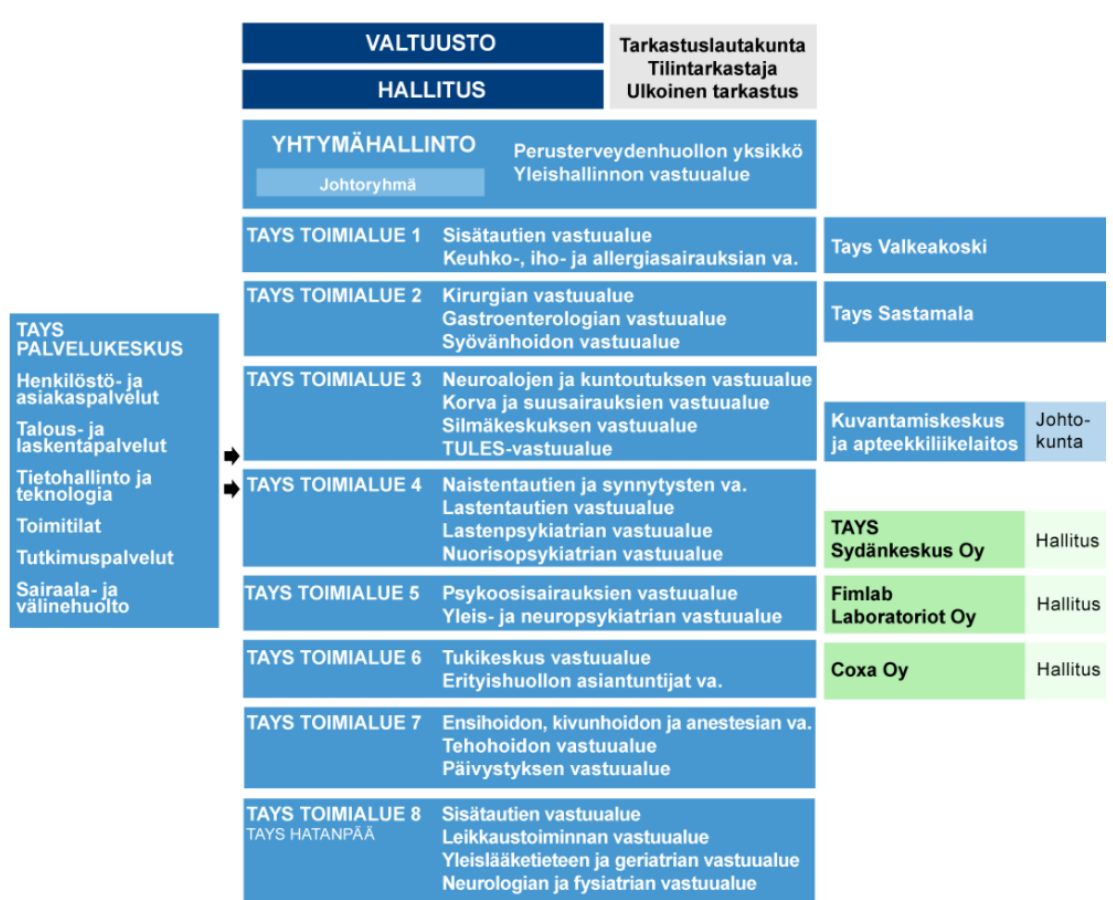 VALTUUSTO
HALLITUS
Tarkastuslautakunta
Tilintarkastaja
Ulkoinen tarkastus
YHTYMÄHALLINTO
Johtoryhmä
Perusterveydenhuollon yksikkö
Yleishallinnon vastuualue
TAYS
PALVELUKESKUS
Henkilöstö- ja
asiakaspalvelut
Talous- ja
laskentapalvelut
Tietohallinto ja
teknologia
Toimitilat
Tutkimuspalvelut
Sairaala- ja
välinehuolto
TAYS TOIMIALUE 1
Sisätautien vastuualue
Keuhko-, iho- ja allergiasairauksian va.
TAYS TOIMIALUE 2
Kirurgian vastuualue
Gastroenterologian vastuualue
Syövänhoidon vastuualue
TAYS TOIMIALUE 3
Neuroalojen ja kuntoutuksen vastuualue
Korva ja suusairauksien vastuualue
Silmäkeskuksen vastuualue
TULES-vastuualue
TAYS TOIMIALUE 4
Naistentautien ja synnytysten va.
Lastentautien vastuualue
Lastenpsykiatrian vastuualue
Nuorisopsykiatrian vastuualue
TAYS TOIMIALUE 5
Psykoosisairauksien vastuualue
Yleis- ja neuropsykiatrian vastuualue
TAYS TOIMIALUE 6
Tukikeskus vastuualue
Erityishuollon asiantuntijat va.
TAYS TOIMIALUE 7
Ensihoidon, kivunhoidon ja anestesian va.
Tehohoidon vastuualue
Päivystyksen vastuualue
TAYS TOIMIALUE 8
TAYS HATANPÄÄ
Sisätautien vastuualue
Leikkaustoiminnan vastuualue
Yleislääketieteen ja geriatrian vastuualue
Neurologian ja fysiatrian vastuualue
Tays Valkeakoski
Tays Sastamala
Kuvantamiskeskus
ja apteekkiliikelaitos
Johto-
kunta
TAYS
Sydänkeskus Oy
Hallitus
Fimlab
Laboratoriot Oy
Hallitus
Coxa Oy
Hallitus